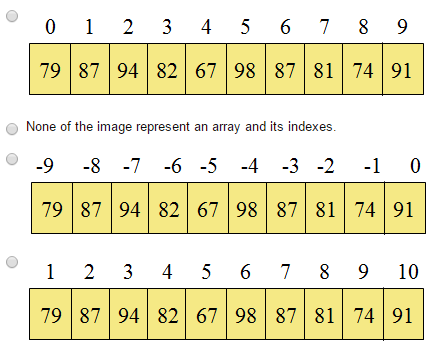 0 1 2 3 4 5 6 7 8 9
79 87 94 82 67 98 87 81 74 91
None of the image represent an array and its indexes.
-9 -8 -7 -6 -5 -4 -3 -2 -1 0
79 87 94 82 67 98 87 81 74 91
1 2 3 4 5 6 7 8 9 10
79 87 94 82 67 98 87 81 74 91